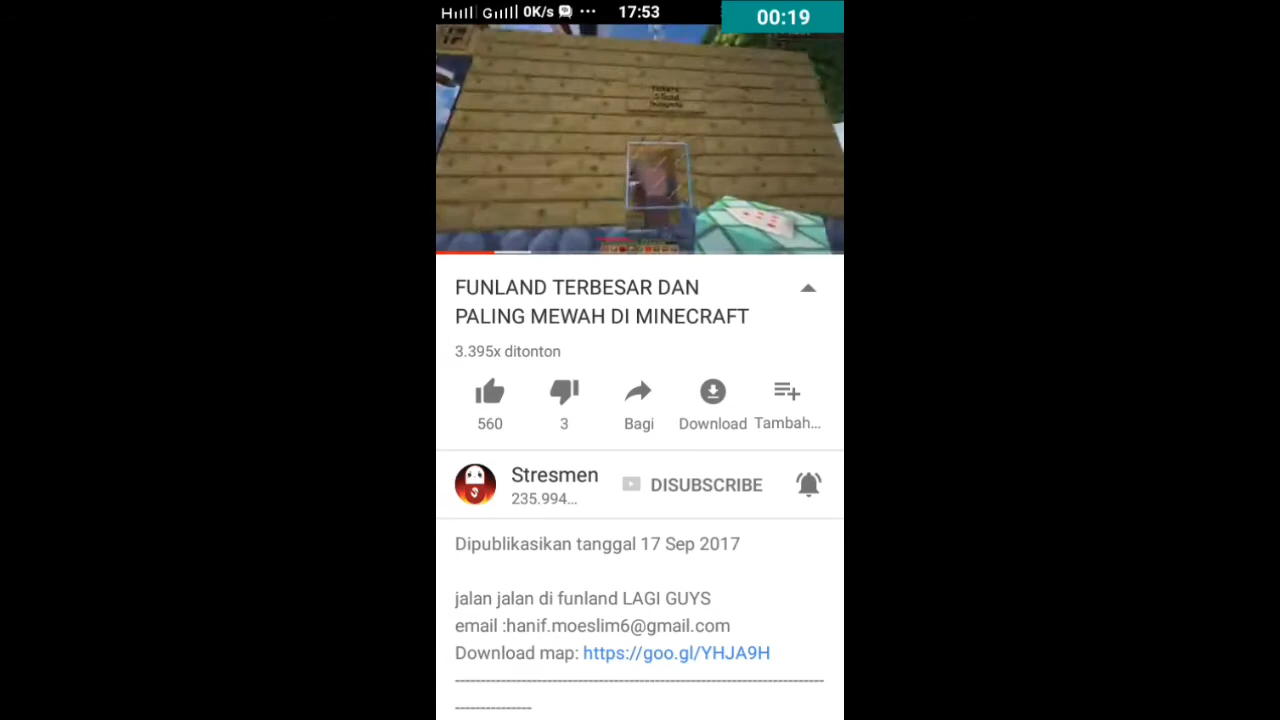 H G 0K/s 17:53 00:19
FUNLAND TERBESAR DAN
PALING MEWAH DI MINECRAFT
3.395x ditonton
560 3 Bagi Download Tambah...
Stresmen
235.994...
DISUBSCRIBE
Dipublikasikan tanggal 17 Sep 2017
jalan jalan di funland LAGI GUYS
email :hanif.moeslim6@gmail.com
Download map: https://goo.gl/YHJA9H